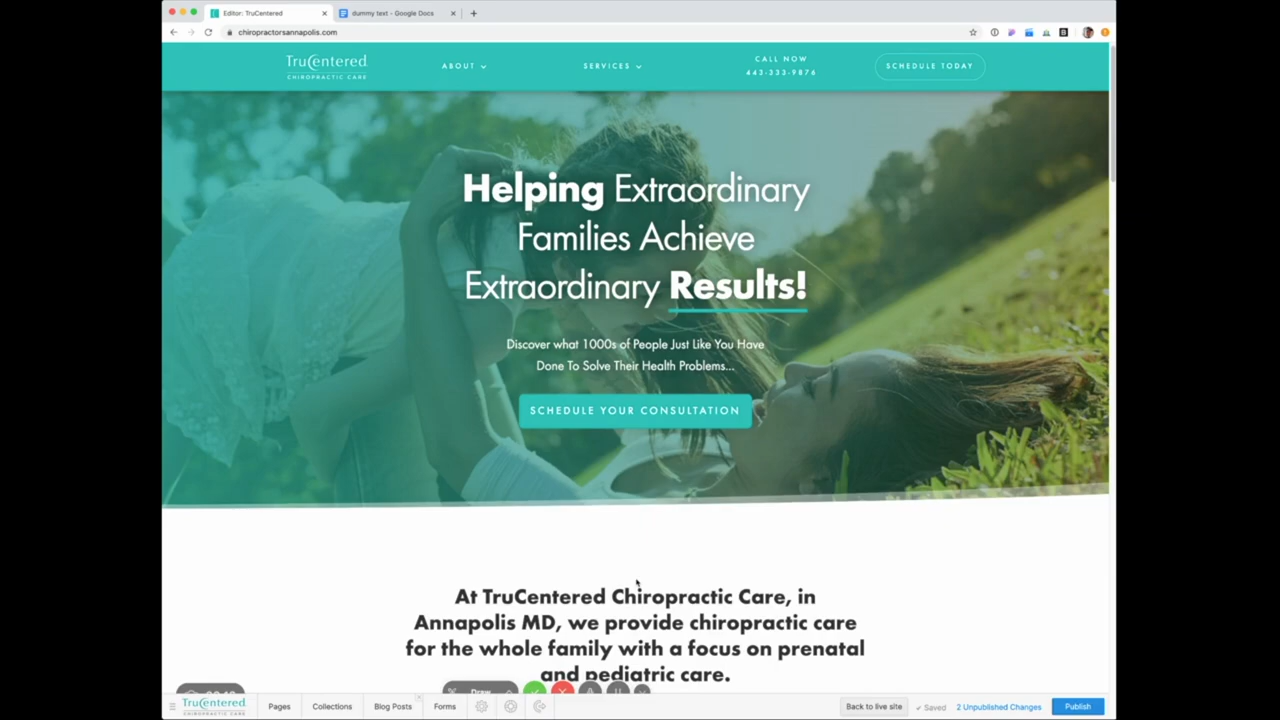 Editor: TruCentered
dummy text - Google Docs
chiropractorsannapolis.com
TruCentered
CHIROPRACTIC CARE
ABOUT
SERVICES
CALL NOW
443-333-9876
SCHEDULE TODAY
Helping Extraordinary
Families Achieve
Extraordinary Results!
Discover what 1000s of People Just Like You Have
Done To Solve Their Health Problems...
SCHEDULE YOUR CONSULTATION
At TruCentered Chiropractic Care, in
Annapolis MD, we provide chiropractic care
for the whole family with a focus on prenatal
and pediatric care.
Draw
TruCentered
CHIROPRACTIC CARE
Pages
Collections
Blog Posts
Forms
Back to live site
Saved
2 Unpublished Changes
Publish